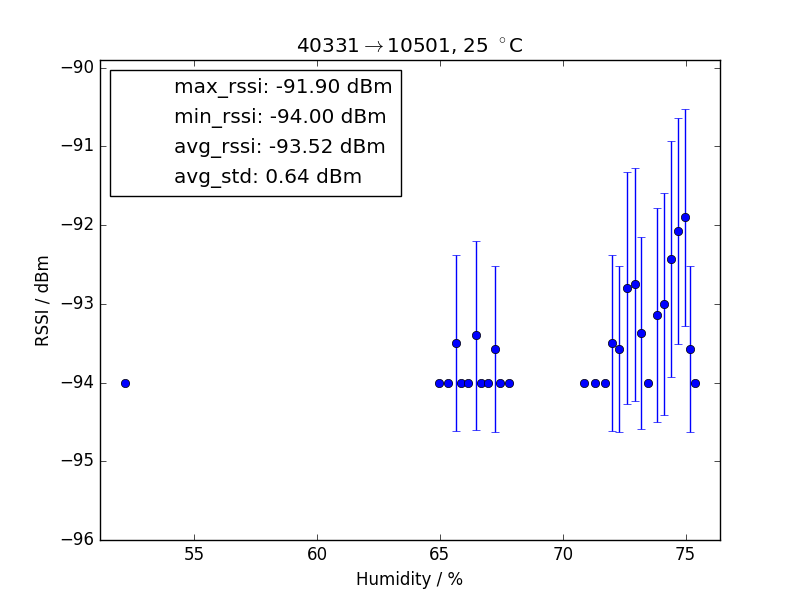 40331→10501, 25 °C
max_rssi: -91.90 dBm
min_rssi: -94.00 dBm
avg_rssi: -93.52 dBm
avg_std: 0.64 dBm
−90
−91
−92
−93
−94
−95
−96
RSSI / dBm
55 60 65 70 75
Humidity / %